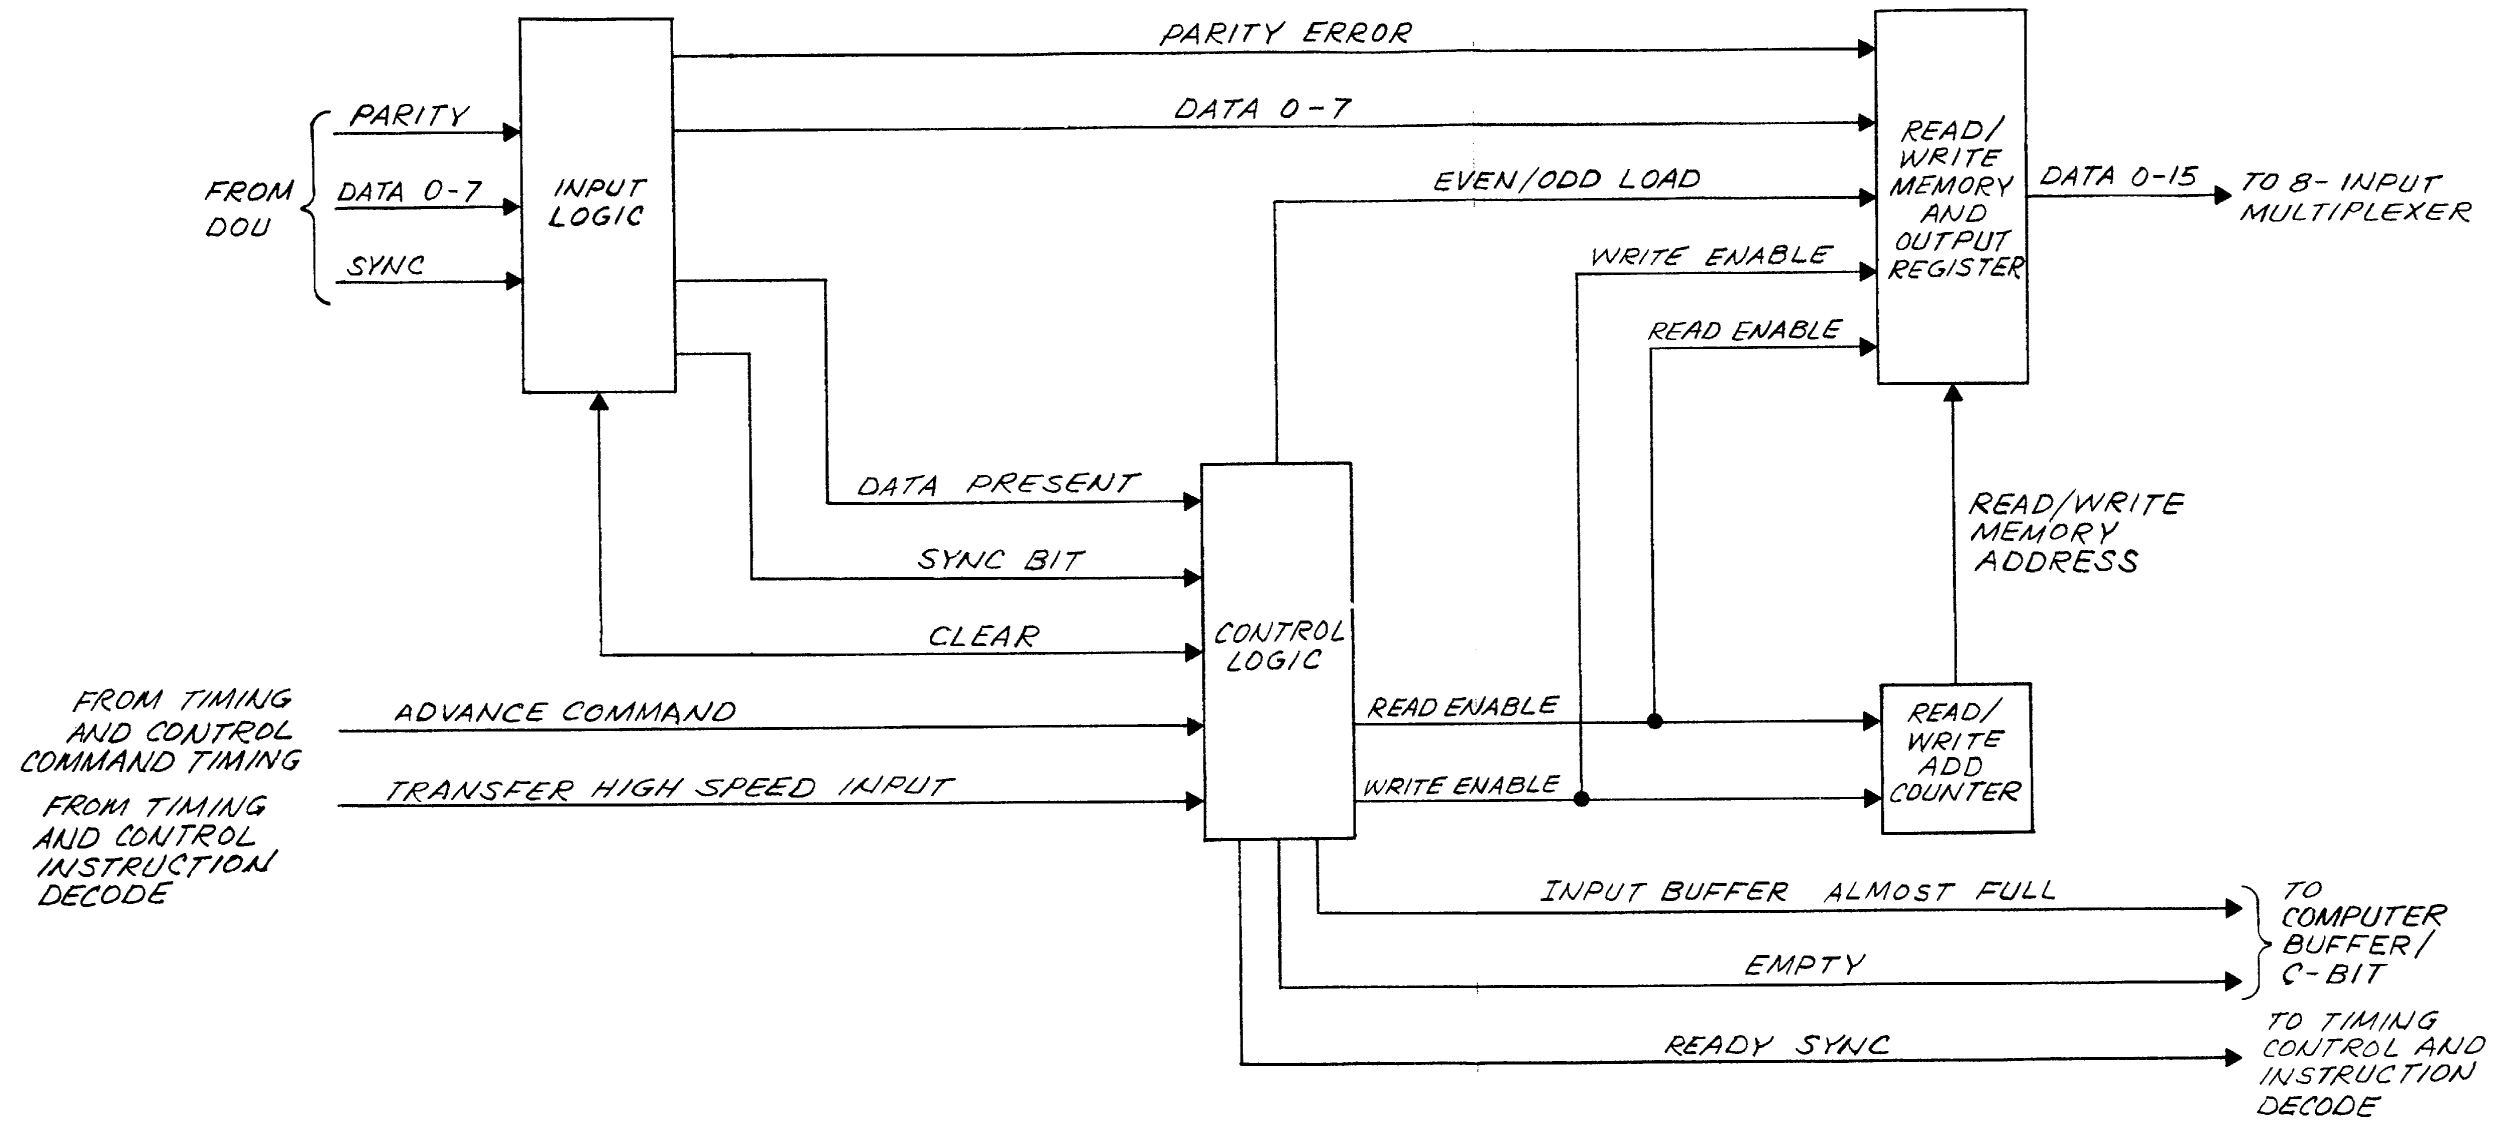 PARITY ERROR
PARITY
DATA 0-7
SYNC
FROM
DOU
INPUT
LOGIC
DATA 0-7
EVEN/ODD LOAD
WRITE ENABLE
READ ENABLE
READ/
WRITE
MEMORY
AND
OUTPUT
REGISTER
DATA 0-15
TO 8-INPUT
MULTIPLEXER
DATA PRESENT
SYNC BIT
CLEAR
CONTROL
LOGIC
READ/WRITE
MEMORY
ADDRESS
FROM TIMING
AND CONTROL
COMMAND TIMING
ADVANCE COMMAND
FROM TIMING
AND CONTROL
INSTRUCTION
DECODE
TRANSFER HIGH SPEED INPUT
READ ENABLE
WRITE ENABLE
READ/
WRITE
ADD
COUNTER
INPUT BUFFER ALMOST FULL
EMPTY
TO
COMPUTER
BUFFER/
C-BIT
READY SYNC
TO TIMING
CONTROL AND
INSTRUCTION
DECODE